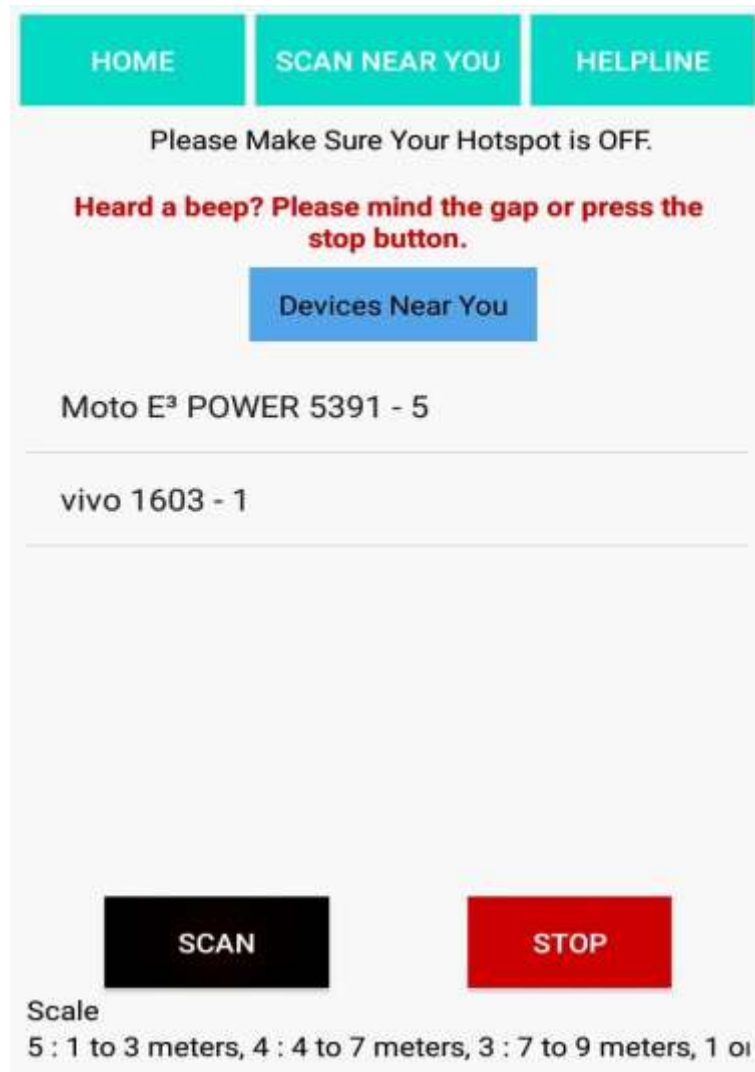 HOME SCAN NEAR YOU HELPLINE
Please Make Sure Your Hotspot is OFF.
Heard a beep? Please mind the gap or press the
stop button.
Devices Near You
Moto E³ POWER 5391 - 5
vivo 1603 - 1
SCAN STOP
Scale
5 : 1 to 3 meters, 4 : 4 to 7 meters, 3 : 7 to 9 meters, 1